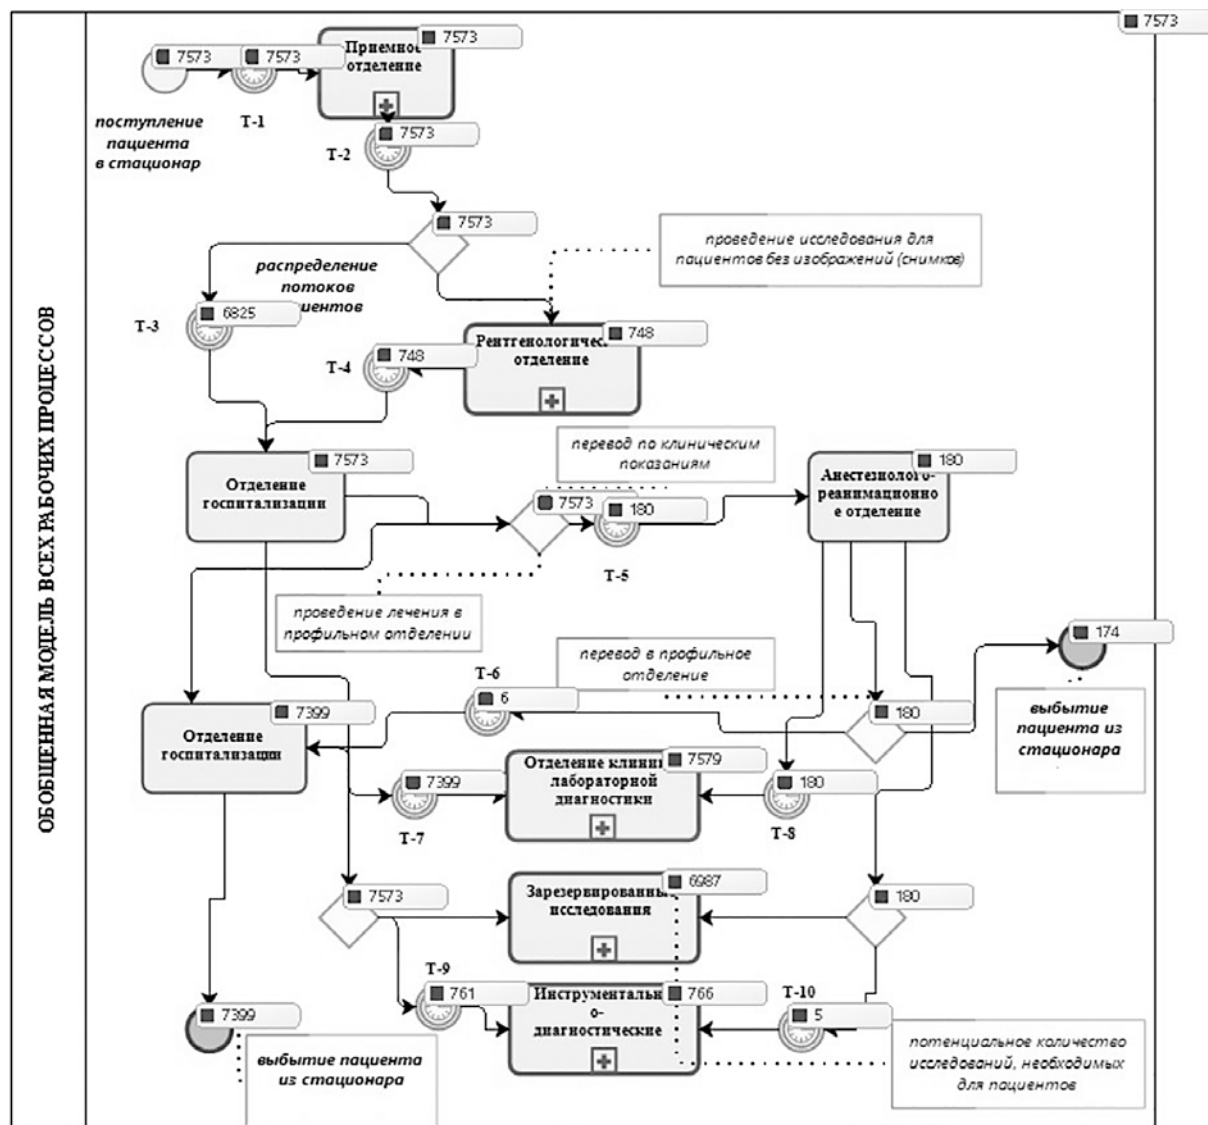 7573
7573
7573
7573
Приемное
отделение
поступление
пациента
в стационар
Т-1
7573
Т-2
7573
проведение исследования для
пациентов без изображений (снимков)
распределение
потоков
6825
Т-3
748
Рентгенологическ
отделение
748
Т-4
перевод по клиническим
показаниям
7573
Отделение
госпитализации
7573
180
Т-5
180
Анестезиолого-
реанимационно
е отделение
проведение лечения в
профильном отделении
перевод в профильное
отделение
174
выбытие
пациента из
стационара
Т-6
6
180
7399
Отделение
госпитализации
7579
Отделение клини
лабораторной
диагностики
7399
Т-7
180
Т-8
7573
6987
Зарезервированны
исследования
180
Т-9
761
766
Инструментальн
о-
диагностические
Т-10
5
7399
выбытие пациента
из стационара
потенциальное количество
исследований, необходимых
для пациентов
ОБОБЩЕННАЯ МОДЕЛЬ ВСЕХ РАБОЧИХ ПРОЦЕССОВ